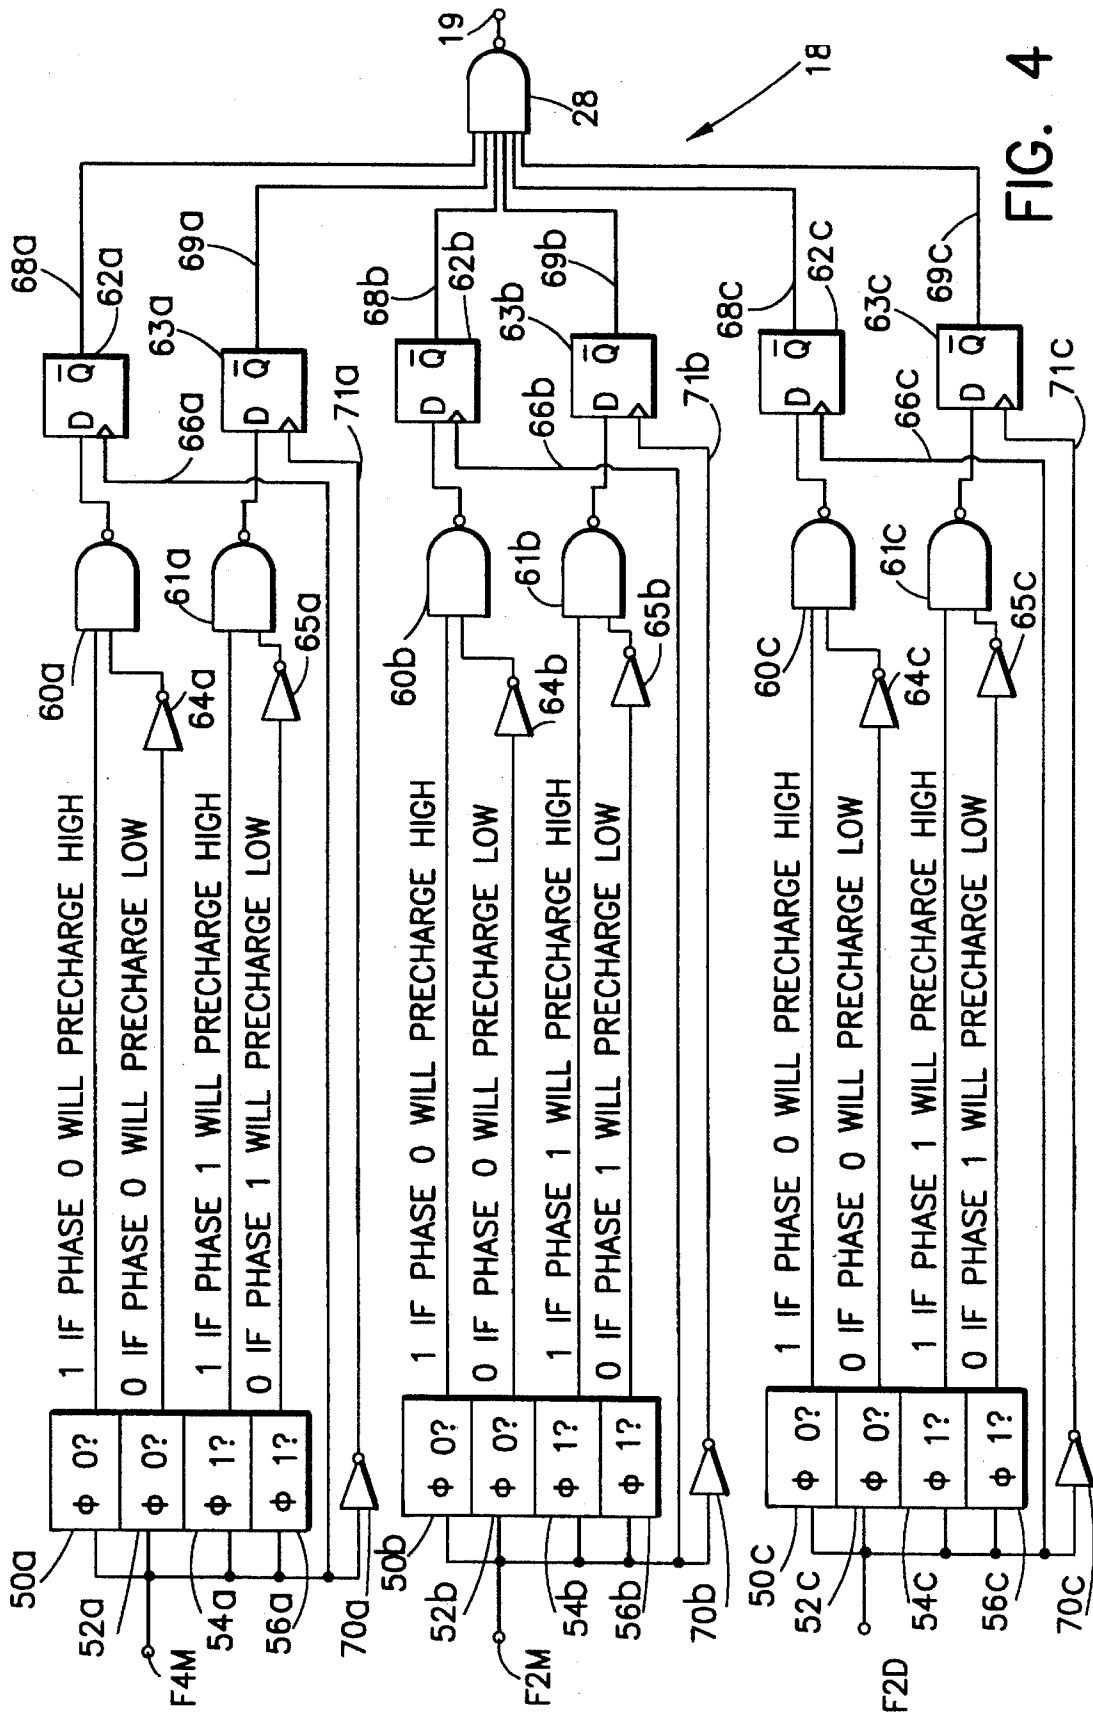 50a
52a
F4M
54a
56a
70a
Φ 0?
Φ 0?
Φ 1?
Φ 1?
1 IF PHASE 0 WILL PRECHARGE HIGH
0 IF PHASE 0 WILL PRECHARGE LOW
1 IF PHASE 1 WILL PRECHARGE HIGH
0 IF PHASE 1 WILL PRECHARGE LOW
60a
64a
61a
65a
66a
71a
D Q̅
62a
68a
D Q̅
63a
69a
50b
52b
F2M
54b
56b
70b
Φ 0?
Φ 0?
Φ 1?
Φ 1?
1 IF PHASE 0 WILL PRECHARGE HIGH
0 IF PHASE 0 WILL PRECHARGE LOW
1 IF PHASE 1 WILL PRECHARGE HIGH
0 IF PHASE 1 WILL PRECHARGE LOW
60b
64b
61b
65b
66b
71b
D Q̅
62b
68b
D Q̅
63b
69b
50C
52C
F2D
54C
56C
70C
Φ 0?
Φ 0?
Φ 1?
Φ 1?
1 IF PHASE 0 WILL PRECHARGE HIGH
0 IF PHASE 0 WILL PRECHARGE LOW
1 IF PHASE 1 WILL PRECHARGE HIGH
0 IF PHASE 1 WILL PRECHARGE LOW
60C
64C
61C
65C
66C
71C
D Q̅
62C
68C
D Q̅
63C
69C
19
28
18
FIG. 4